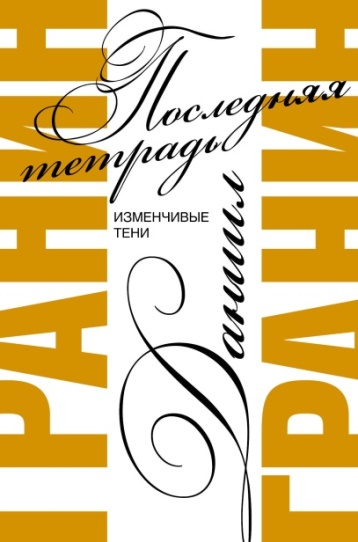 Последняя
тетрадь
ИЗМЕНЧИВЫЕ
ТЕНИ
Даниил
ГРАНИН
ГРАНИН